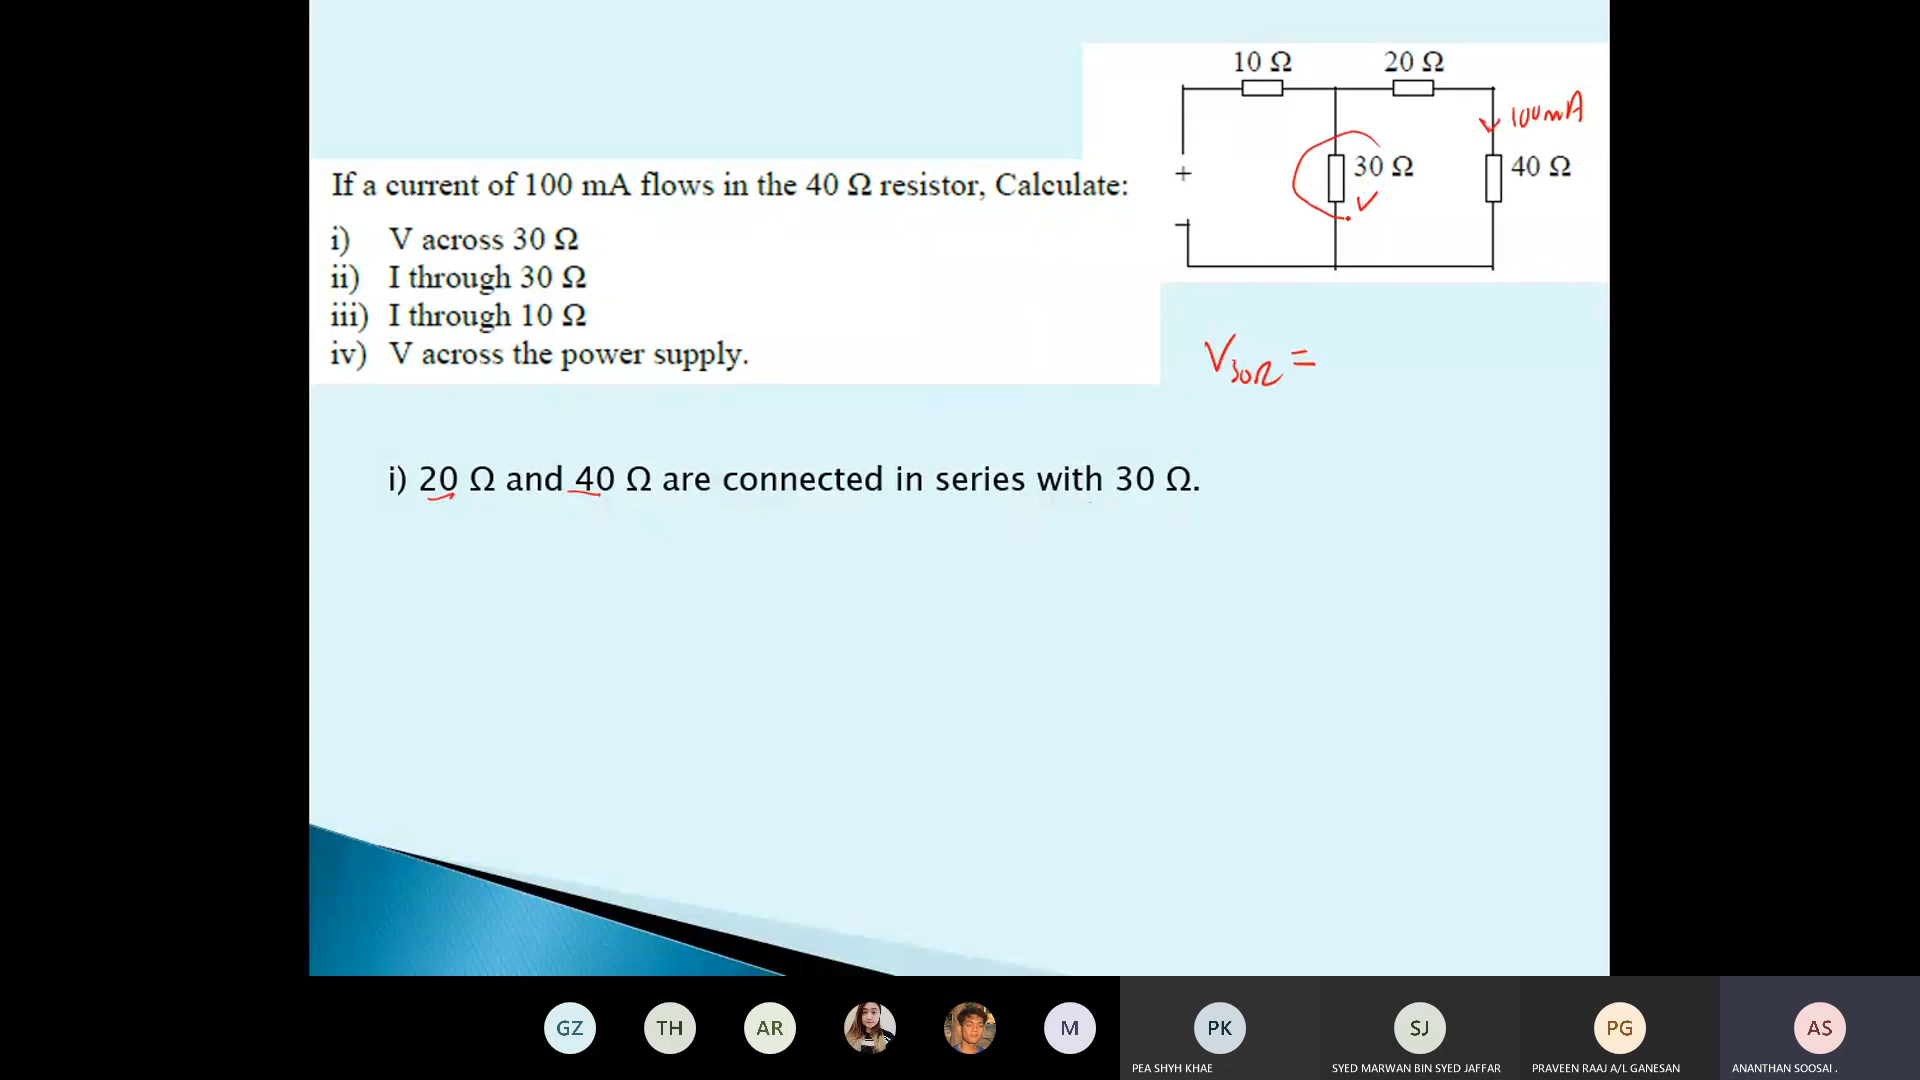 10 Ω
20 Ω
100mA
+
30 Ω
40 Ω
−
If a current of 100 mA flows in the 40 Ω resistor, Calculate:
i) V across 30 Ω
ii) I through 30 Ω
iii) I through 10 Ω
iv) V across the power supply.
V30Ω =
i) 20 Ω and 40 Ω are connected in series with 30 Ω.
GZ
TH
AR
M
PK
SJ
PG
AS
PEA SHYH KHAE
SYED MARWAN BIN SYED JAFFAR
PRAVEEN RAAJ A/L GANESAN
ANANTHAN SOOSAI .